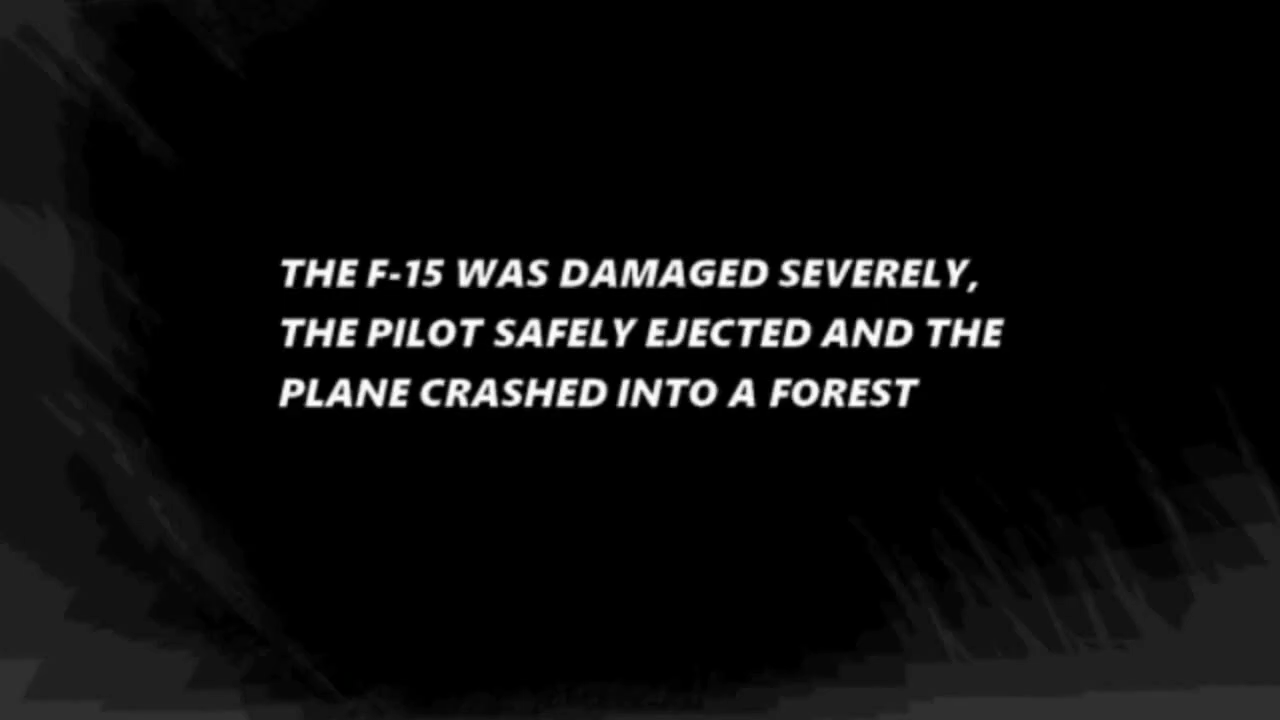 THE F-15 WAS DAMAGED SEVERELY,
THE PILOT SAFELY EJECTED AND THE
PLANE CRASHED INTO A FOREST